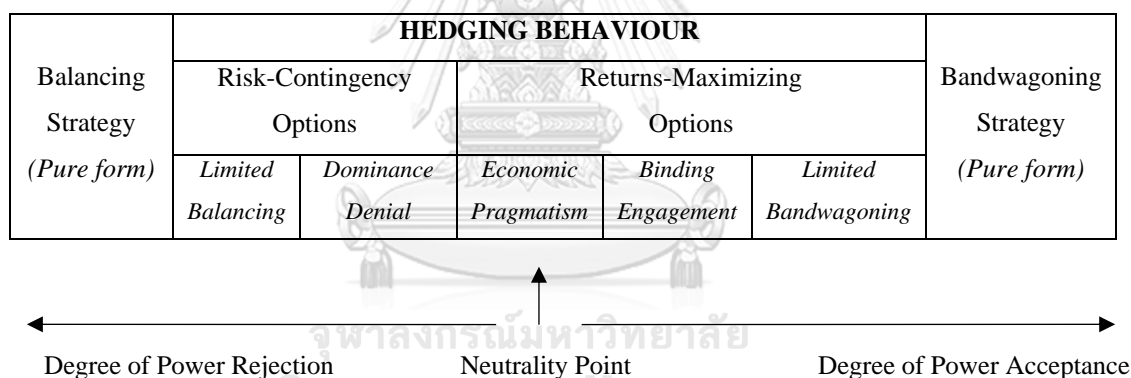 HEDGING BEHAVIOUR
Balancing
Strategy
(Pure form)
Risk-Contingency
Options
Returns-Maximizing
Options
Bandwagoning
Strategy
(Pure form)
Limited
Balancing
Dominance
Denial
Economic
Pragmatism
Binding
Engagement
Limited
Bandwagoning
จุฬาลงกรณ์มหาวิทยาลัย
Degree of Power Rejection
Neutrality Point
Degree of Power Acceptance